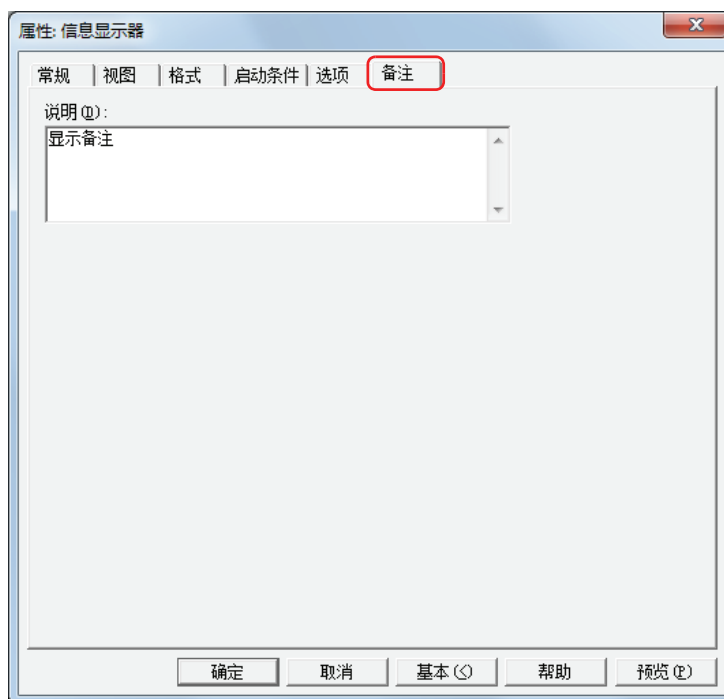 属性: 信息显示器
常规 视图 格式 启动条件 选项 备注
说明(D):
显示备注
确定 取消 基本(<) 帮助 预览(P)